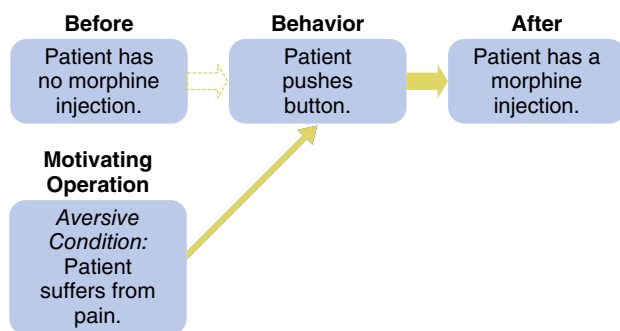 Before
Patient has
no morphine
injection.
Behavior
Patient
pushes
button.
After
Patient has a
morphine
injection.
Motivating
Operation
Aversive
Condition:
Patient
suffers from
pain.